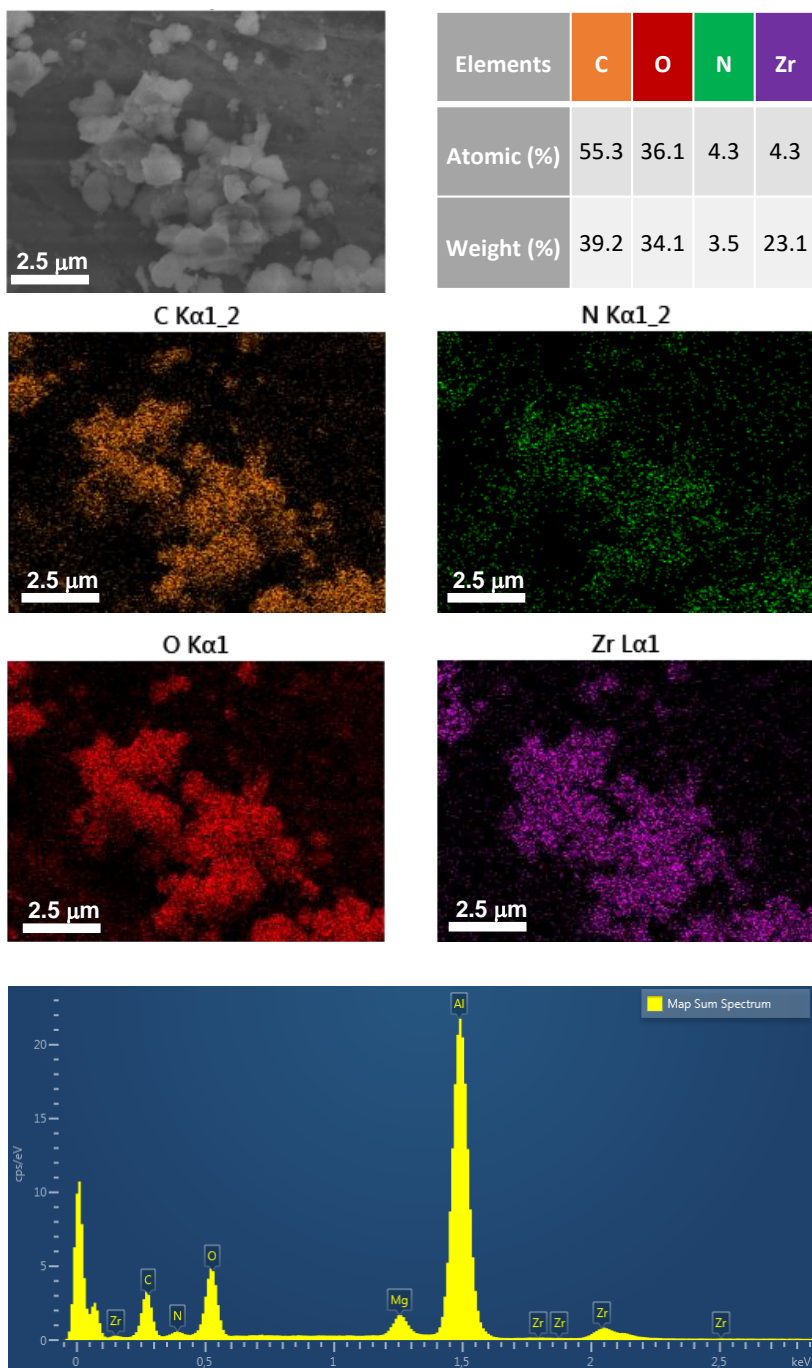 Elements C O N Zr
Atomic (%) 55.3 36.1 4.3 4.3
Weight (%) 39.2 34.1 3.5 23.1
2.5 μm
C Kα1_2
N Kα1_2
2.5 μm
2.5 μm
O Kα1
Zr Lα1
2.5 μm
2.5 μm
Al
Map Sum Spectrum
20
15
cps/eV
10
O
5
C
Mg
Zr
N
Zr
Zr
Zr
Zr
0
0 0,5 1 1,5 2 2,5 keV